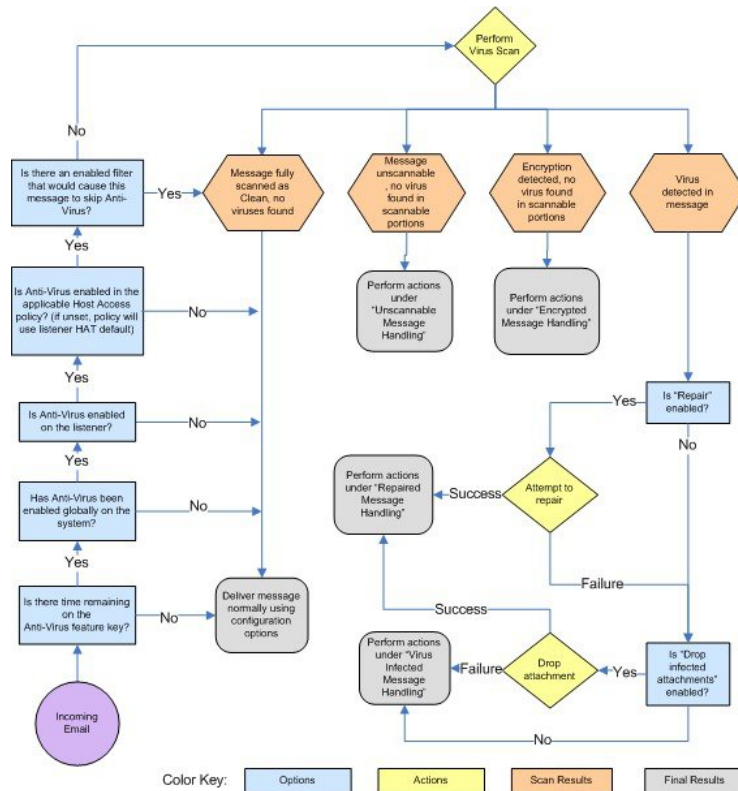 Perform
Virus Scan
No
Is there an enabled filter
that would cause this
message to skip Anti-
Virus?
Yes
Message fully
scanned as
Clean, no
viruses found
Message
unscannable
, no virus
found in
scannable
portions
Encryption
detected, no
virus found
in scannable
portions
Virus
detected in
message
Yes
Is Anti-Virus enabled in the
applicable Host Access
policy? (if unset, policy will
use listener HAT default)
No
Perform actions
under
"Unscannable
Message
Handling"
Perform actions
under "Encrypted
Message Handling"
Yes
Is Anti-Virus enabled
on the listener?
No
Is "Repair"
enabled?
Yes
No
Yes
Has Anti-Virus been
enabled globally on the
system?
No
Perform actions
under "Repaired
Message
Handling"
Success
Attempt to
repair
Failure
Yes
Is there time remaining
on the
Anti-Virus feature key?
No
Deliver message
normally using
configuration
options
Success
Perform actions
under "Virus
Infected
Message
Handling"
Failure
Drop
attachment
Yes
Is "Drop
infected
attachments"
enabled?
No
Incoming
Email
Color Key:
Options
Actions
Scan Results
Final Results